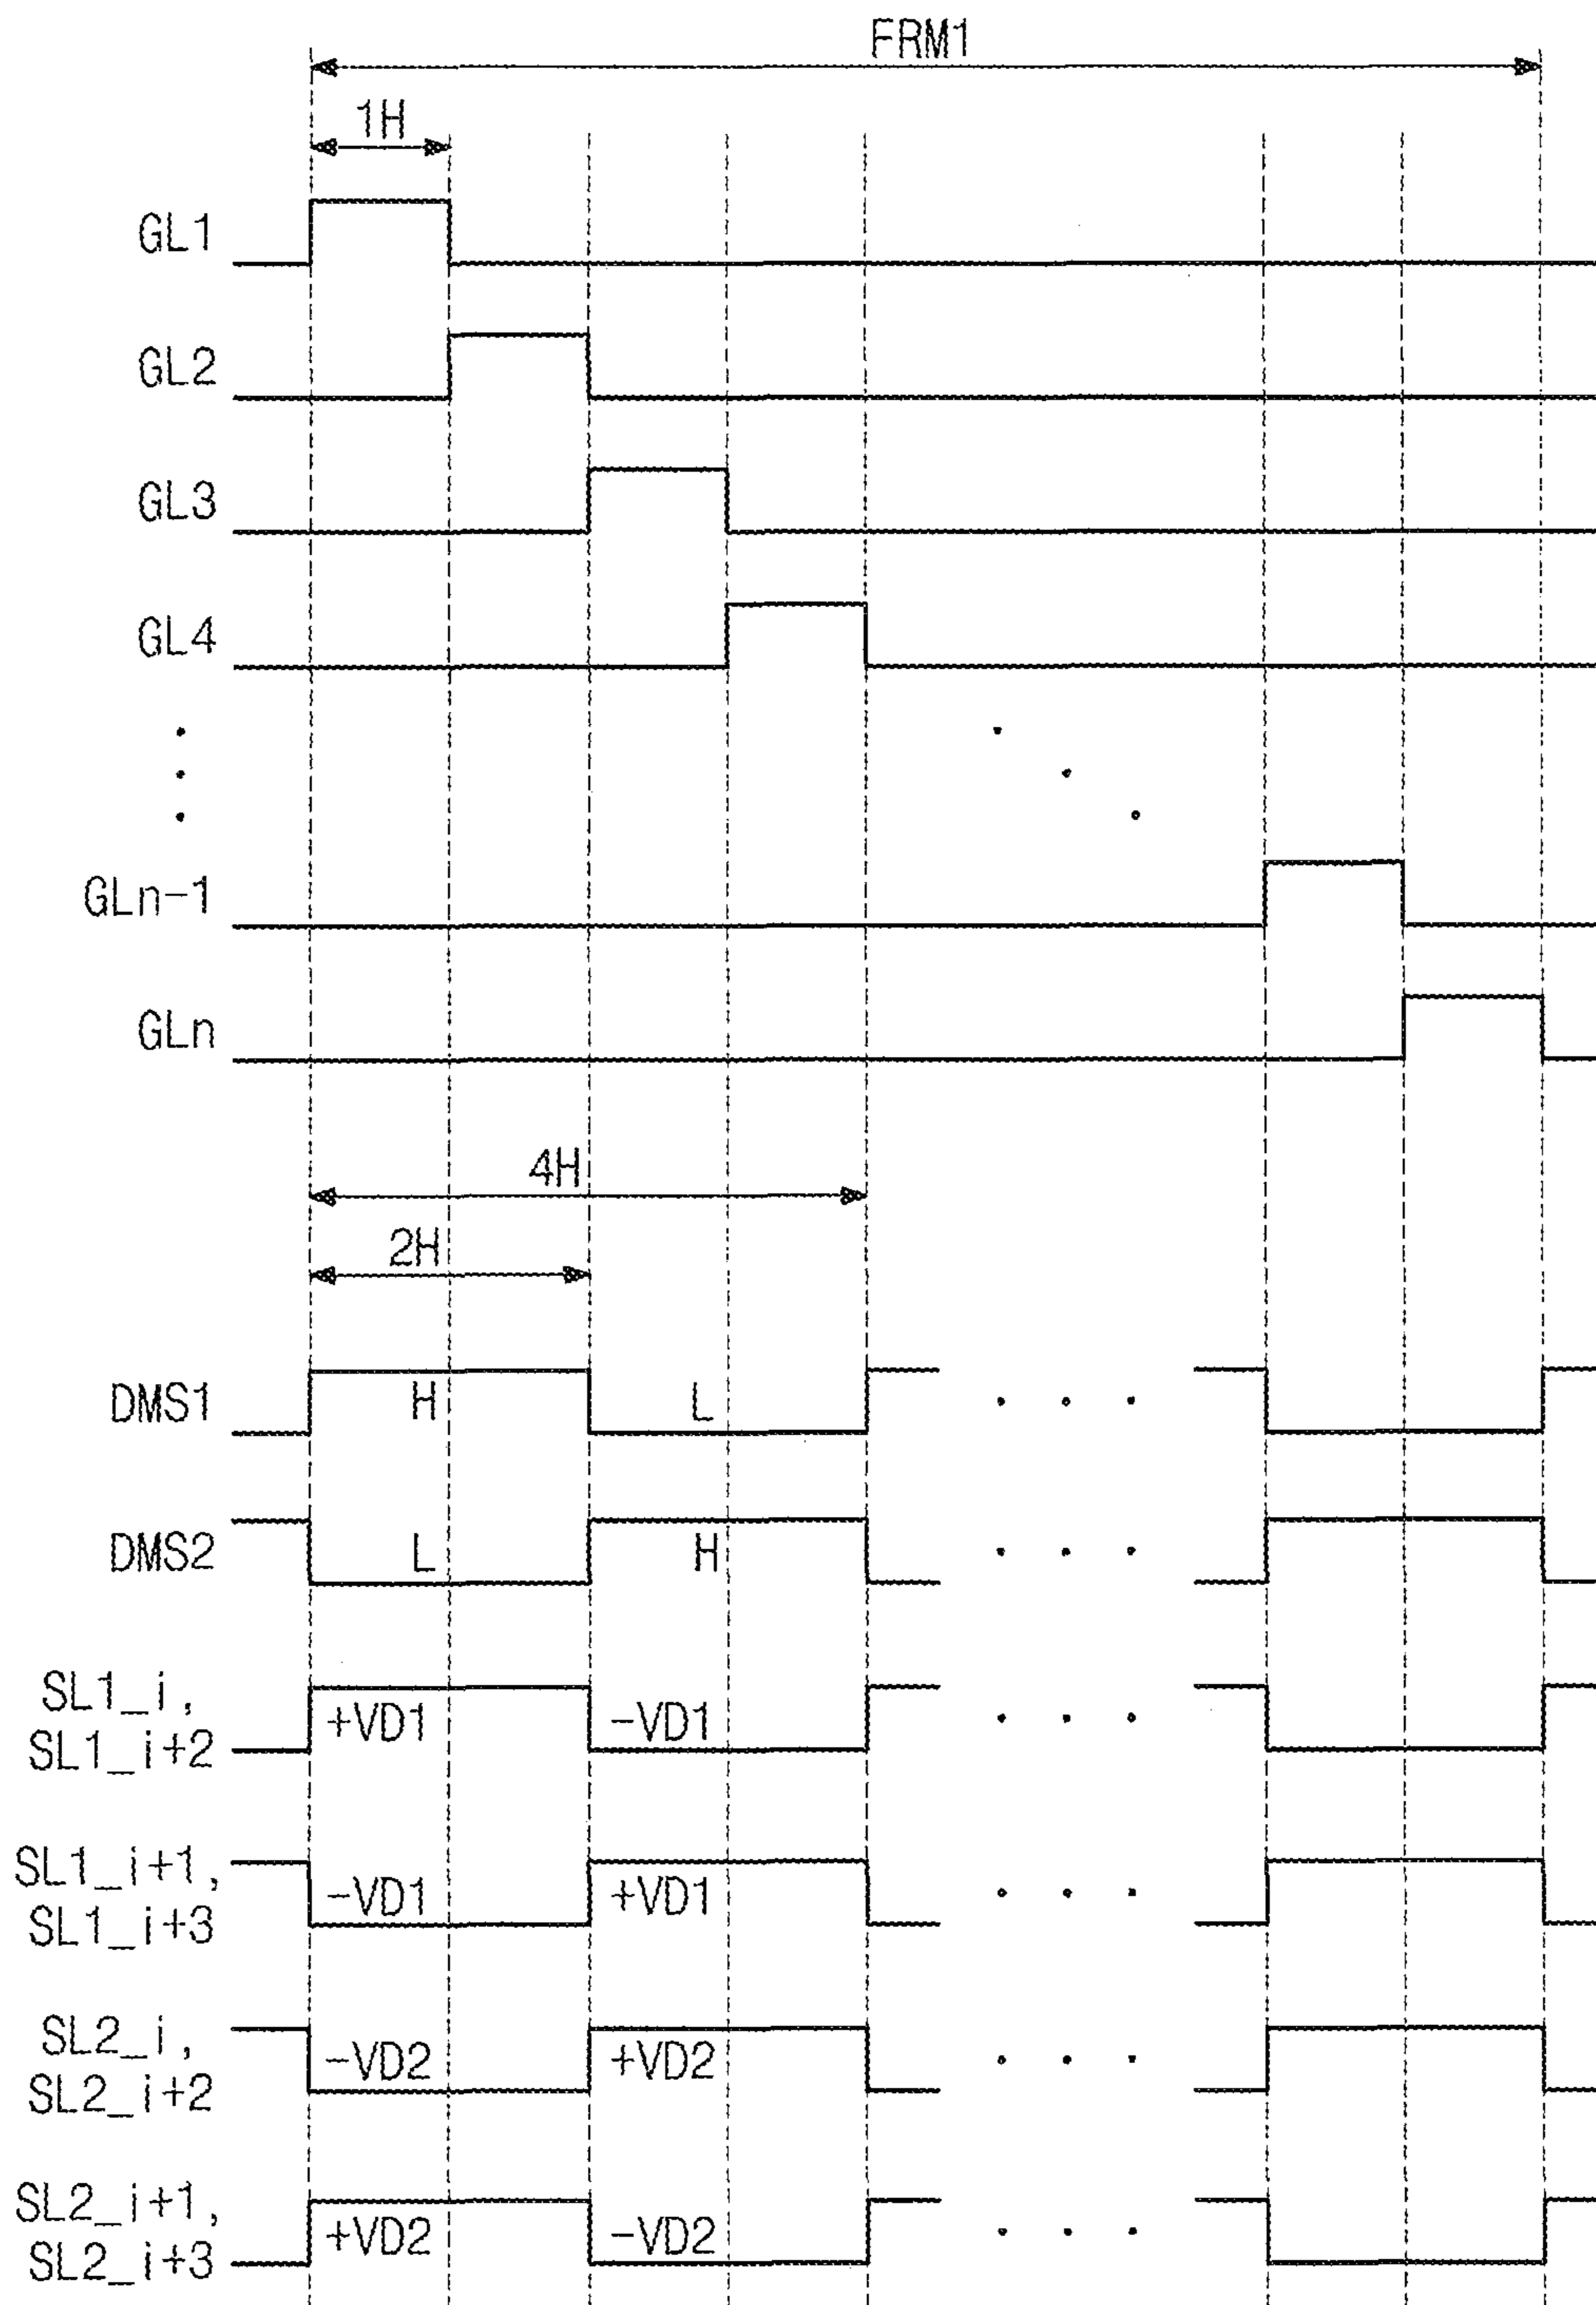 FRM1
1H
GL1
GL2
GL3
GL4
GLn-1
GLn
4H
2H
DMS1 H L
DMS2 L H
SL1_i,
SL1_i+2 +VD1 -VD1
SL1_i+1,
SL1_i+3 -VD1 +VD1
SL2_i,
SL2_i+2 -VD2 +VD2
SL2_i+1,
SL2_i+3 +VD2 -VD2